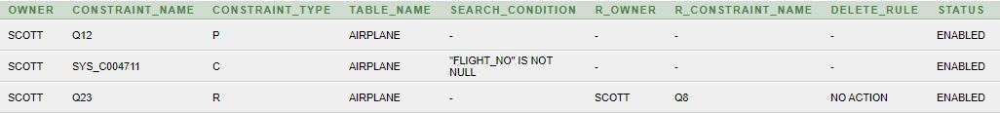 OWNER CONSTRAINT_NAME CONSTRAINT_TYPE TABLE_NAME SEARCH_CONDITION R_OWNER R_CONSTRAINT_NAME DELETE_RULE STATUS
SCOTT Q12 P AIRPLANE - - - - ENABLED
SCOTT SYS_C004711 C AIRPLANE "FLIGHT_NO" IS NOT - - - ENABLED
NULL
SCOTT Q23 R AIRPLANE - SCOTT Q8 NO ACTION ENABLED